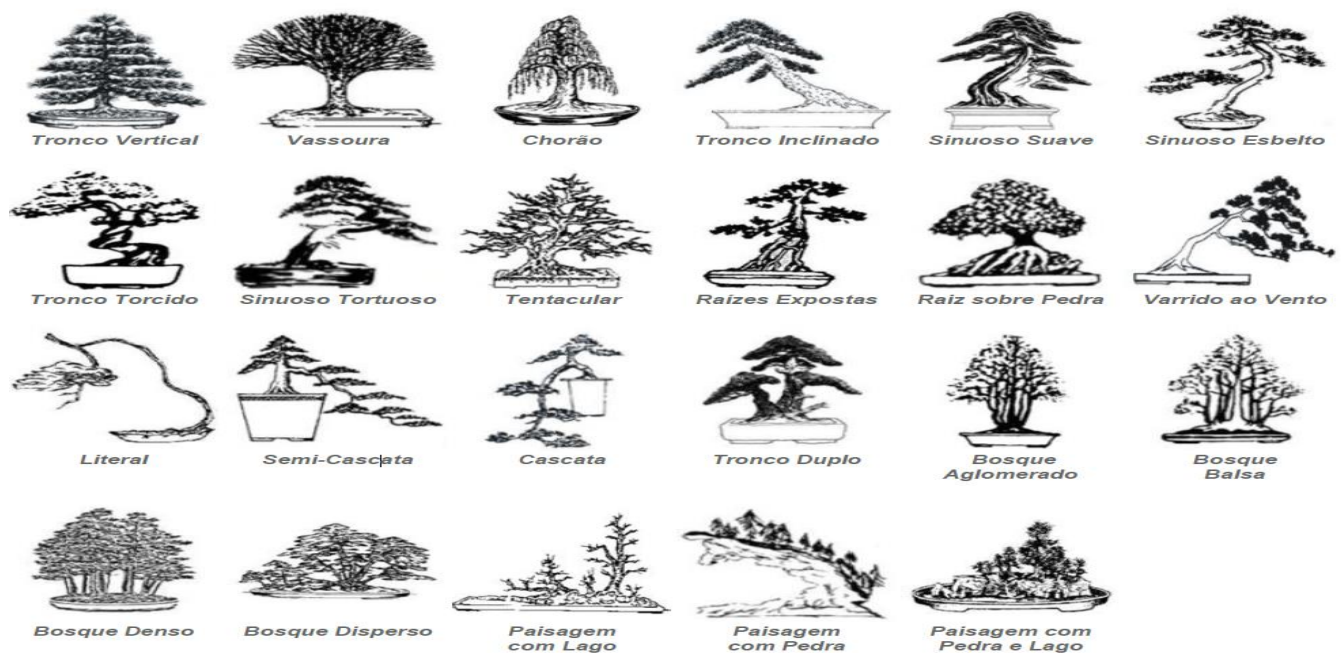 Tronco Vertical
Vassoura
Chorão
Tronco Inclinado
Sinuoso Suave
Sinuoso Esbelto
Tronco Torcido
Sinuoso Tortuoso
Tentacular
Raízes Expostas
Raiz sobre Pedra
Varrido ao Vento
Literal
Semi-Cascata
Cascata
Tronco Duplo
Bosque
Aglomerado
Bosque
Balsa
Bosque Denso
Bosque Disperso
Paisagem
com Lago
Paisagem
com Pedra
Paisagem com
Pedra e Lago